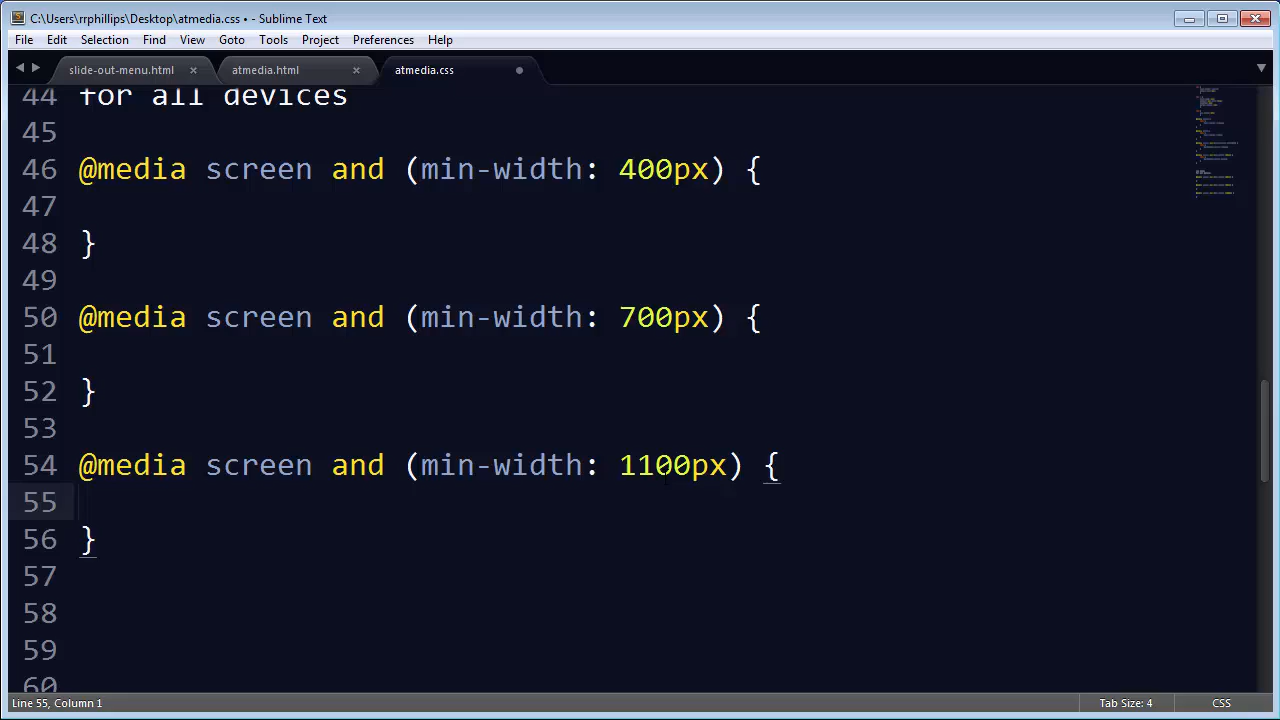 C:\Users\rrphillips\Desktop\atmedia.css • - Sublime Text
File Edit Selection Find View Goto Tools Project Preferences Help
slide-out-menu.html × atmedia.html × atmedia.css
44 for all devices
45
46 @media screen and (min-width: 400px) {
47
48 }
49
50 @media screen and (min-width: 700px) {
51
52 }
53
54 @media screen and (min-width: 1100px) {
55
56 }
57
58
59
60
Line 55, Column 1 Tab Size: 4 CSS